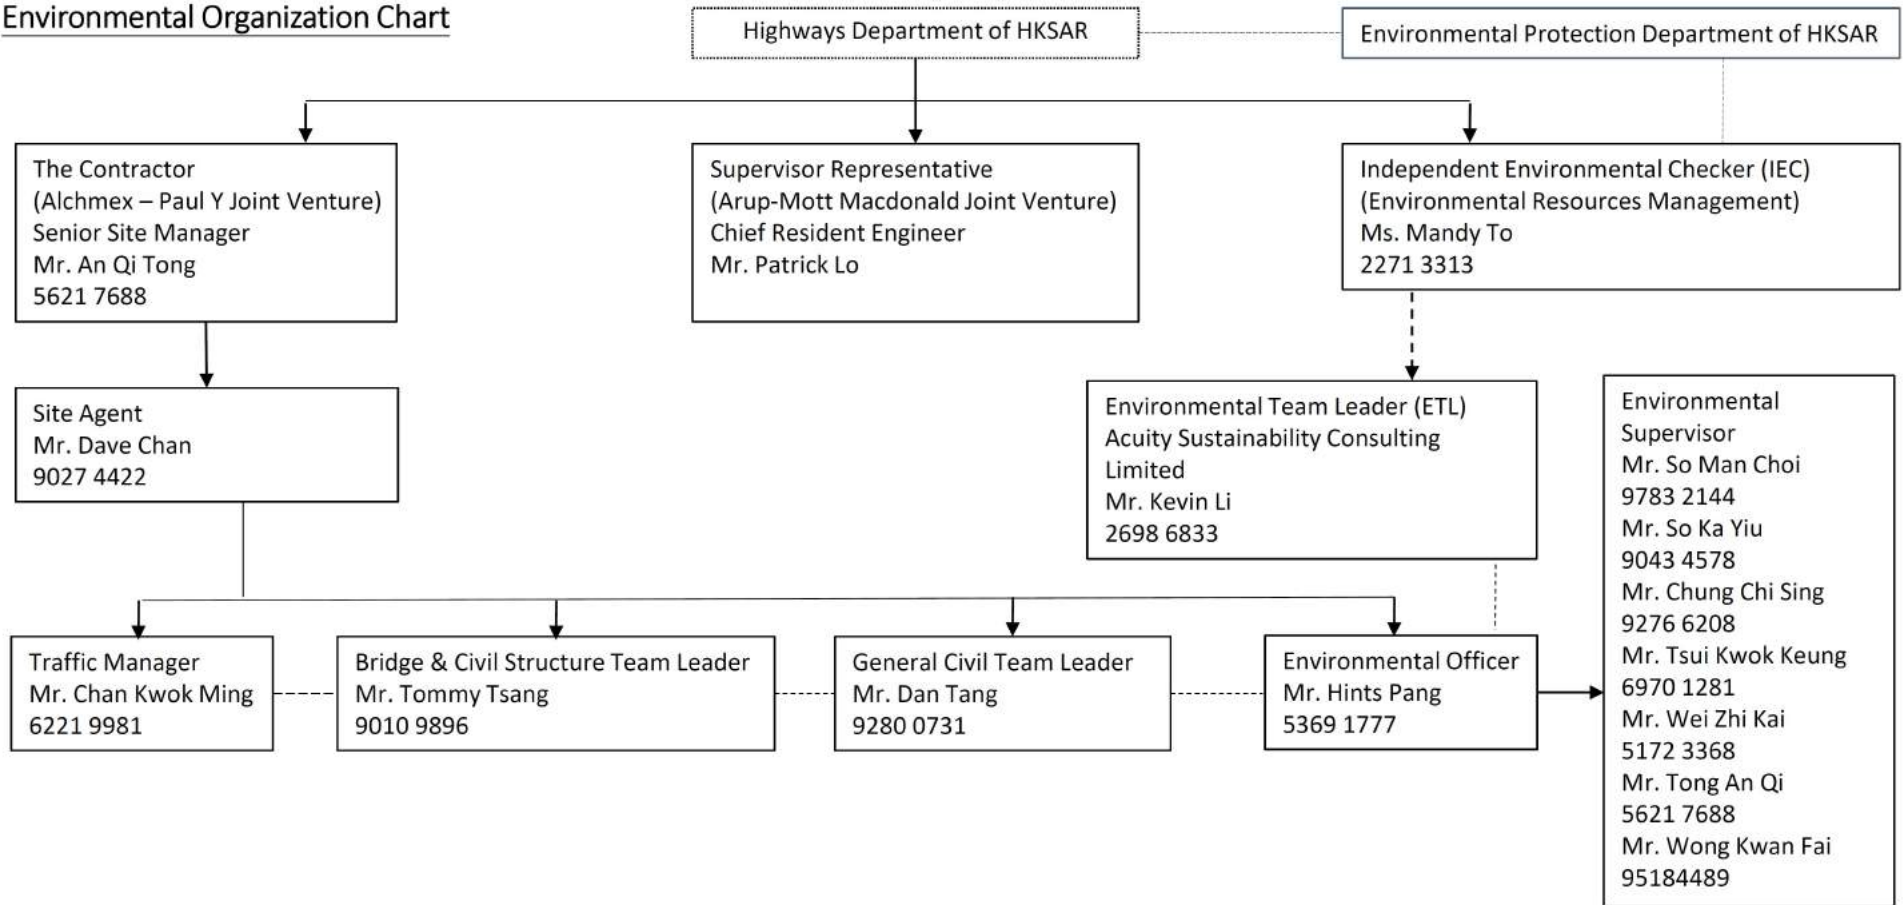 Environmental Organization Chart
Highways Department of HKSAR
Environmental Protection Department of HKSAR
The Contractor
(Alchmex – Paul Y Joint Venture)
Senior Site Manager
Mr. An Qi Tong
5621 7688
Supervisor Representative
(Arup-Mott Macdonald Joint Venture)
Chief Resident Engineer
Mr. Patrick Lo
Independent Environmental Checker (IEC)
(Environmental Resources Management)
Ms. Mandy To
2271 3313
Site Agent
Mr. Dave Chan
9027 4422
Environmental Team Leader (ETL)
Acuity Sustainability Consulting
Limited
Mr. Kevin Li
2698 6833
Traffic Manager
Mr. Chan Kwok Ming
6221 9981
Bridge & Civil Structure Team Leader
Mr. Tommy Tsang
9010 9896
General Civil Team Leader
Mr. Dan Tang
9280 0731
Environmental Officer
Mr. Hints Pang
5369 1777
Environmental
Supervisor
Mr. So Man Choi
9783 2144
Mr. So Ka Yiu
9043 4578
Mr. Chung Chi Sing
9276 6208
Mr. Tsui Kwok Keung
6970 1281
Mr. Wei Zhi Kai
5172 3368
Mr. Tong An Qi
5621 7688
Mr. Wong Kwan Fai
95184489